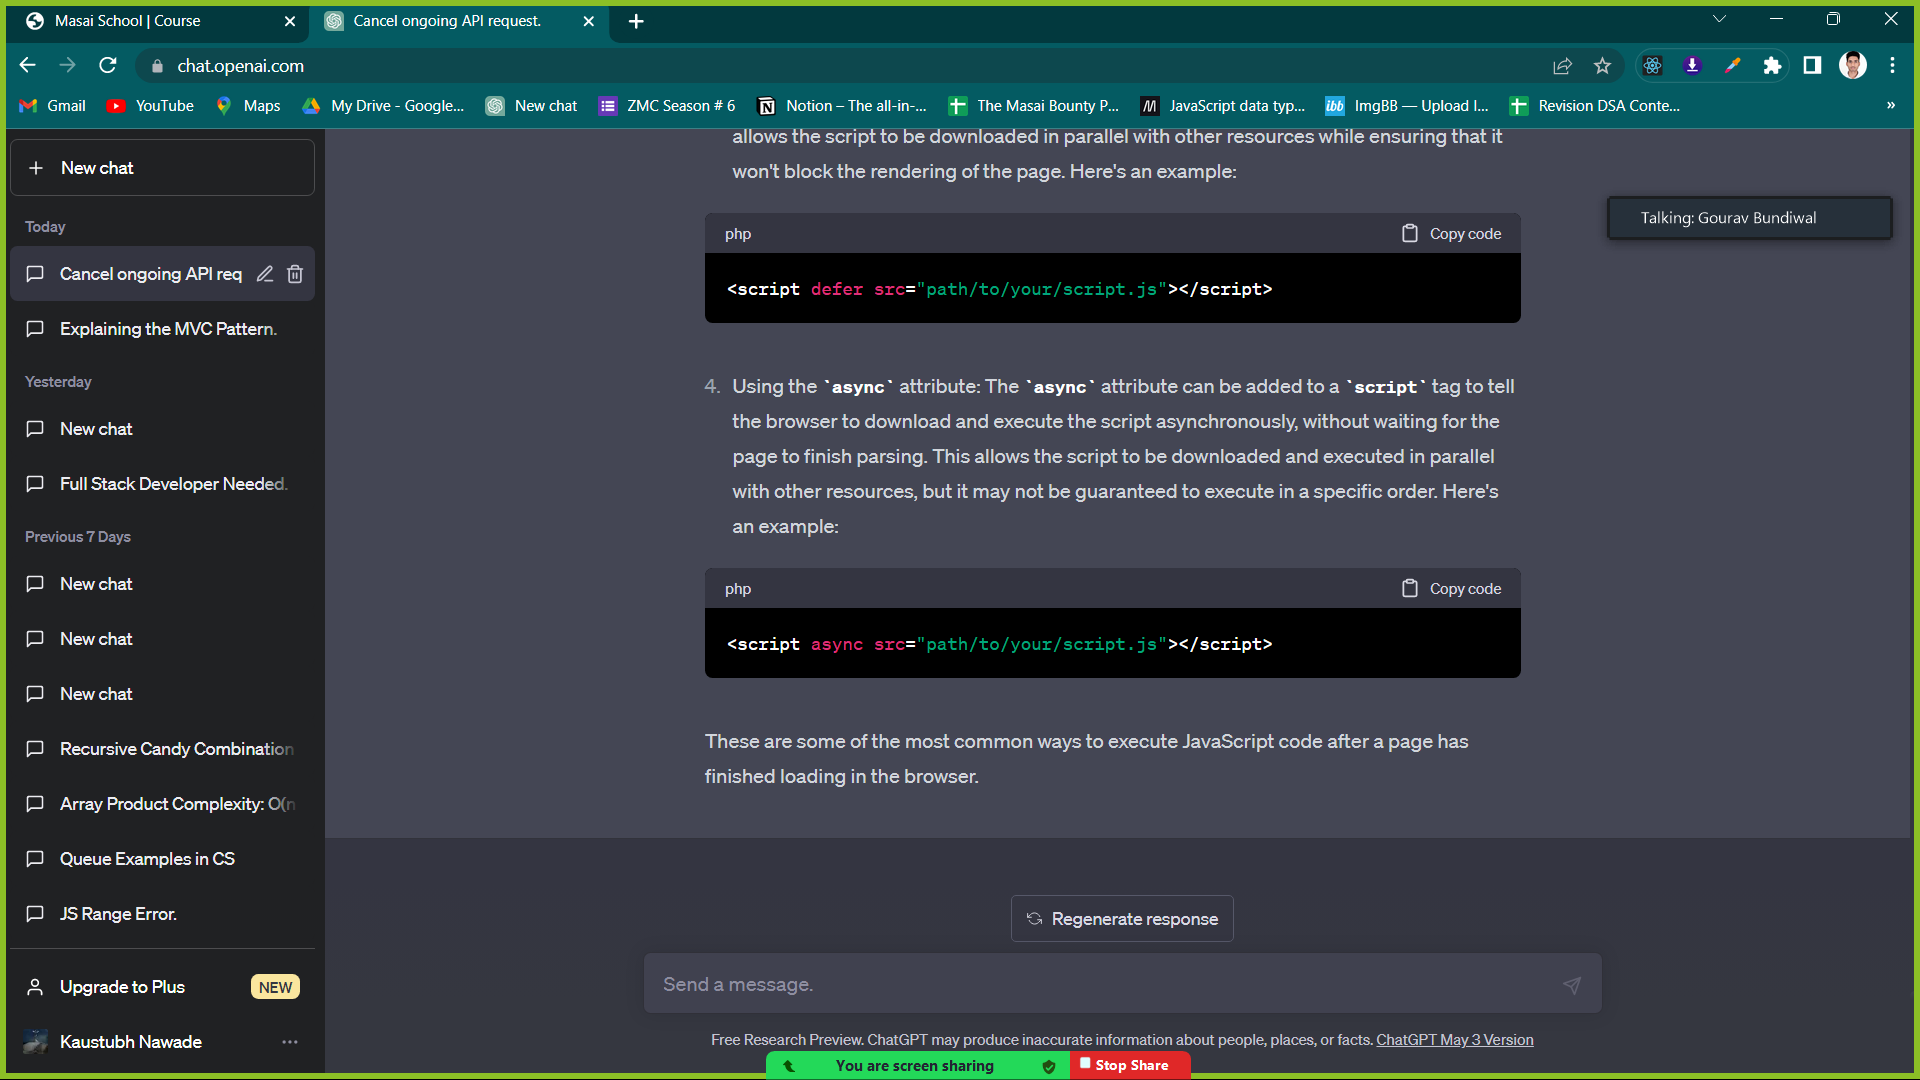 Masai School | Course
Cancel ongoing API request.
chat.openai.com
Gmail
YouTube
Maps
My Drive - Google...
New chat
ZMC Season # 6
Notion – The all-in-...
The Masai Bounty P...
JavaScript data typ...
ImgBB — Upload I...
Revision DSA Conte...
»
New chat
Today
Cancel ongoing API req
Explaining the MVC Pattern.
Yesterday
New chat
Full Stack Developer Needed.
Previous 7 Days
New chat
New chat
New chat
Recursive Candy Combination
Array Product Complexity: O(n
Queue Examples in CS
JS Range Error.
Upgrade to Plus
NEW
Kaustubh Nawade
allows the script to be downloaded in parallel with other resources while ensuring that it
won't block the rendering of the page. Here's an example:
php
Copy code
<script defer src="path/to/your/script.js"></script>
4. Using the `async` attribute: The `async` attribute can be added to a `script` tag to tell
the browser to download and execute the script asynchronously, without waiting for the
page to finish parsing. This allows the script to be downloaded and executed in parallel
with other resources, but it may not be guaranteed to execute in a specific order. Here's
an example:
php
Copy code
<script async src="path/to/your/script.js"></script>
These are some of the most common ways to execute JavaScript code after a page has
finished loading in the browser.
Talking: Gourav Bundiwal
Regenerate response
Send a message.
Free Research Preview. ChatGPT may produce inaccurate information about people, places, or facts. ChatGPT May 3 Version
You are screen sharing
Stop Share